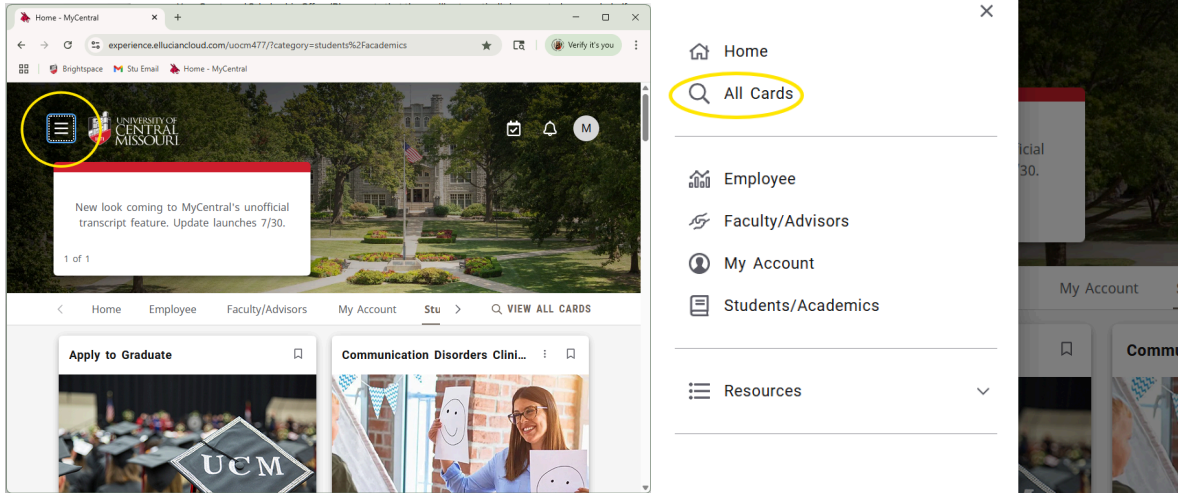 Home - MyCentral
experience.elluciancloud.com/uocm477/?category=students%2Facademics
Verify it's you
Brightspace
Stu Email
Home - MyCentral
UNIVERSITY OF
CENTRAL
MISSOURI
M
New look coming to MyCentral's unofficial
transcript feature. Update launches 7/30.
1 of 1
Home
Employee
Faculty/Advisors
My Account
Stu
VIEW ALL CARDS
Apply to Graduate
Communication Disorders Clini...
UCM
Home
All Cards
Employee
Faculty/Advisors
My Account
Students/Academics
Resources
icial
/30.
My Account
Commu